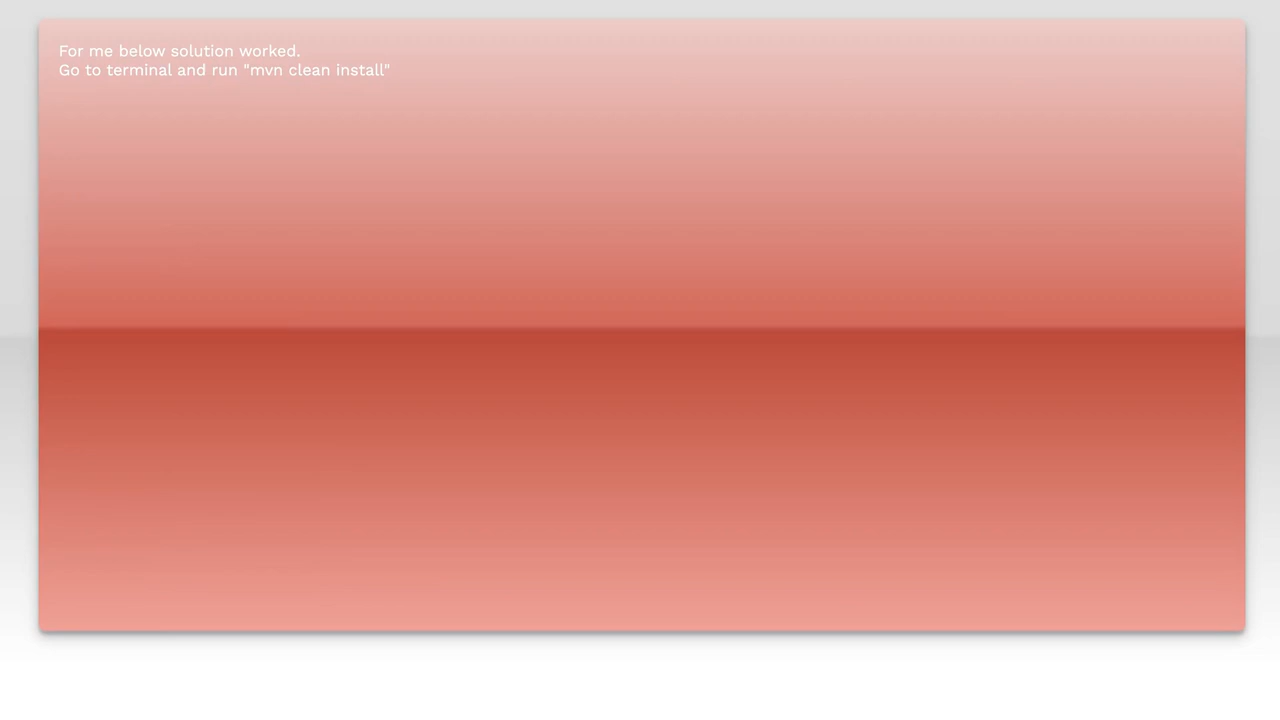 For me below solution worked.
Go to terminal and run "mvn clean install"